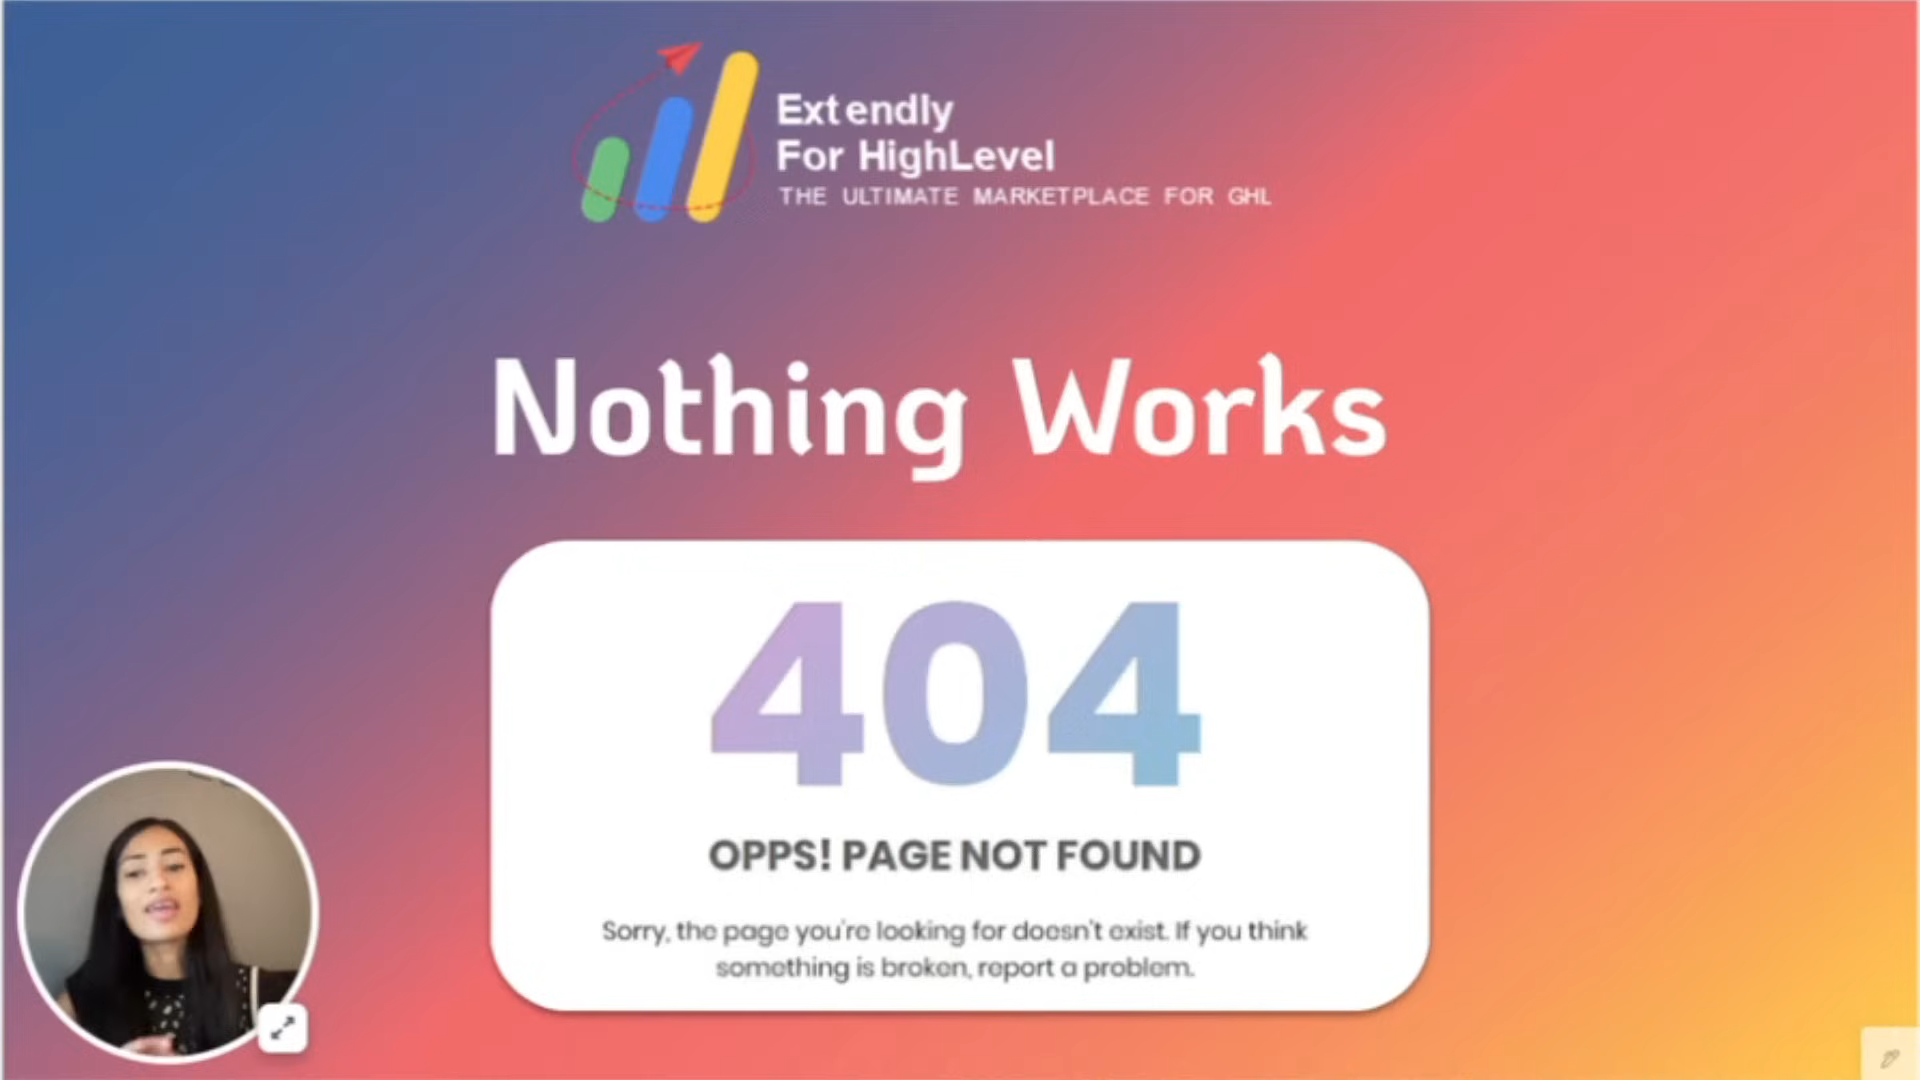 Extendly
For HighLevel
THE ULTIMATE MARKETPLACE FOR GHL
Nothing Works
404
OPPS! PAGE NOT FOUND
Sorry, the page you're looking for doesn't exist. If you think
something is broken, report a problem.